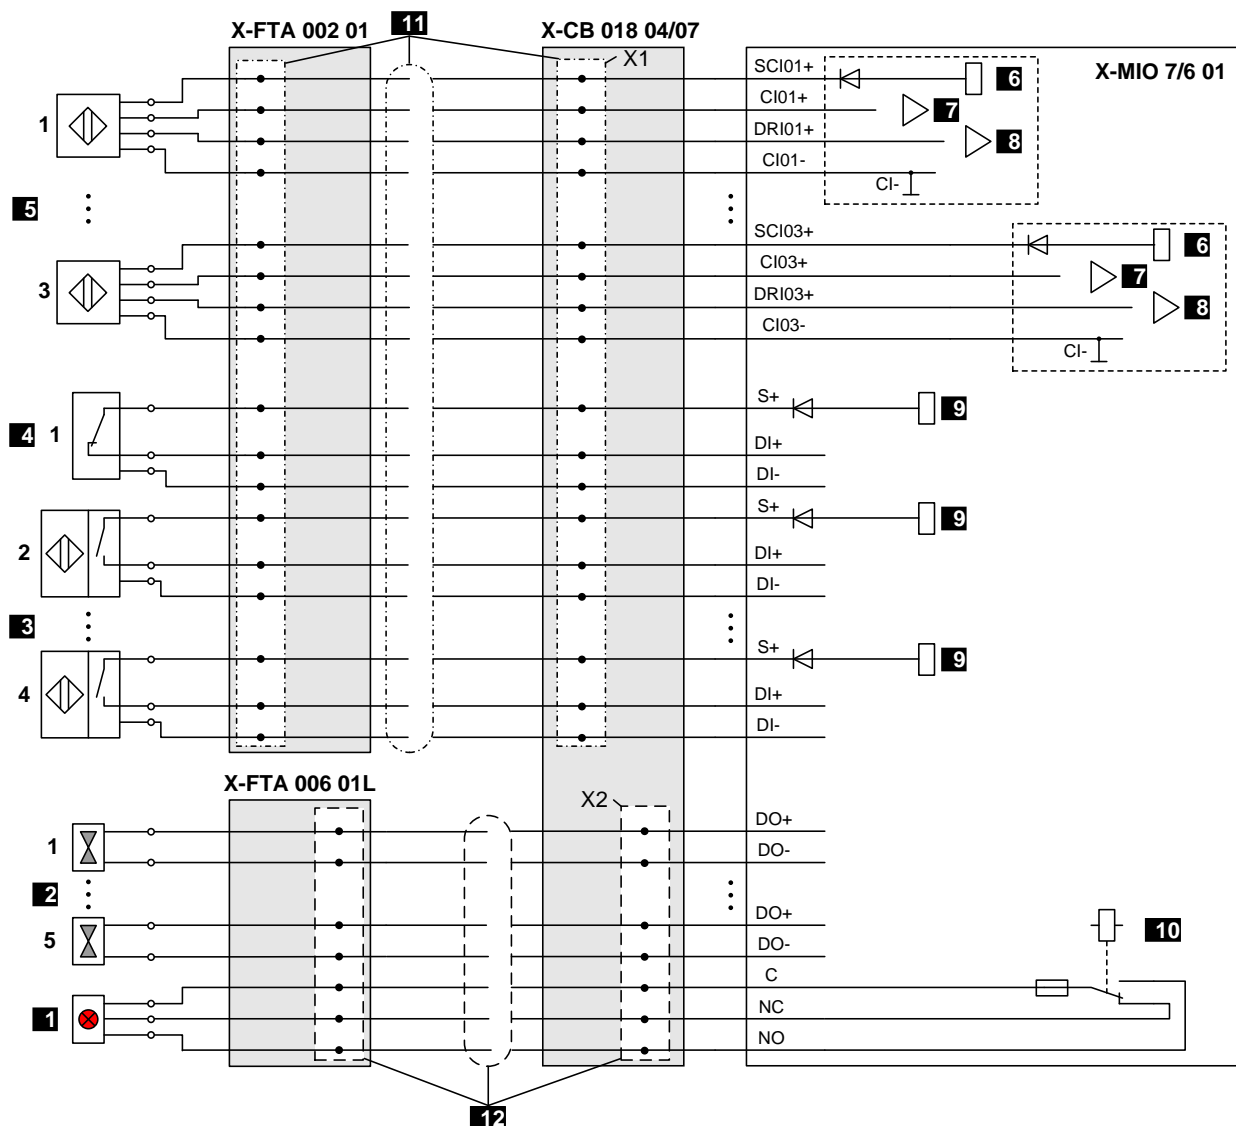 X-FTA 002 01
11
X-CB 018 04/07
X1
X-MIO 7/6 01
SCI01+
6
CI01+
7
1
DRI01+
8
CI01-
CI-
5
SCI03+
6
CI03+
7
3
DRI03+
8
CI03-
CI-
S+
9
4 1
DI+
DI-
S+
9
2
DI+
DI-
3
S+
9
4
DI+
DI-
X-FTA 006 01L
X2
DO+
1
DO-
2
DO+
10
5
DO-
C
1
NC
NO
12